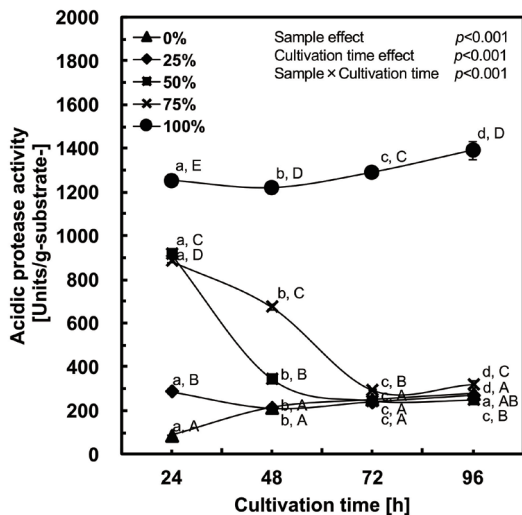 2000
1800
1600
1400
1200
1000
800
600
400
200
0
Acidic protease activity
[Units/g-substrate-]
0%
25%
50%
75%
100%
Sample effect p<0.001
Cultivation time effect p<0.001
Sample × Cultivation time p<0.001
a, E
b, D
c, C
d, D
a, C
a, D
b, C
b, B
a, B
a, A
b, A
b, A
c, B
c, A
c, A
c, A
d, C
d, A
a, AB
c, B
24
48
72
96
Cultivation time [h]